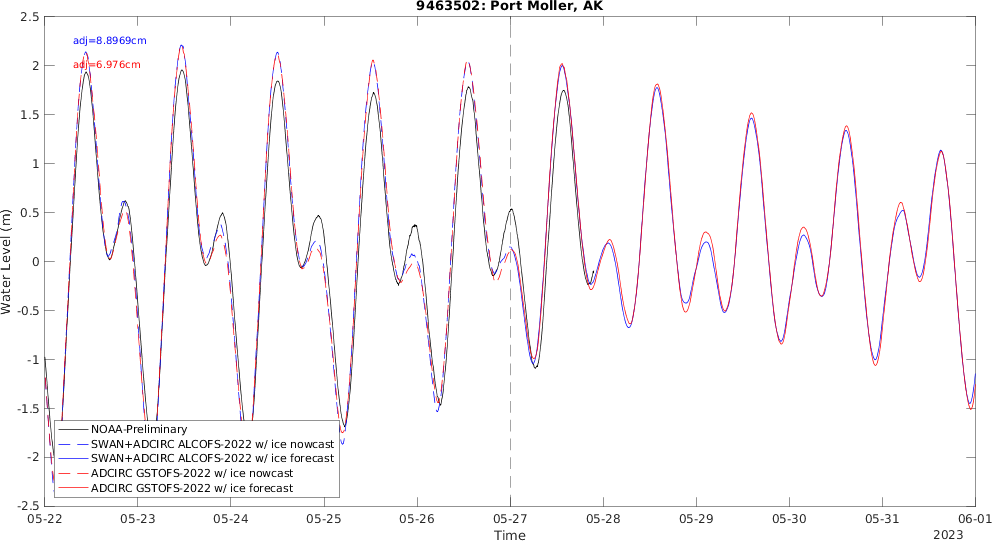 9463502: Port Moller, AK
2.5
adj=8.8969cm
2
adj=6.976cm
1.5
1
0.5
0
-0.5
-1
-1.5
-2
-2.5
Water Level (m)
NOAA-Preliminary
SWAN+ADCIRC ALCOFS-2022 w/ ice nowcast
SWAN+ADCIRC ALCOFS-2022 w/ ice forecast
ADCIRC GSTOFS-2022 w/ ice nowcast
ADCIRC GSTOFS-2022 w/ ice forecast
05-22 05-23 05-24 05-25 05-26 05-27 05-28 05-29 05-30 05-31 06-01
Time
2023